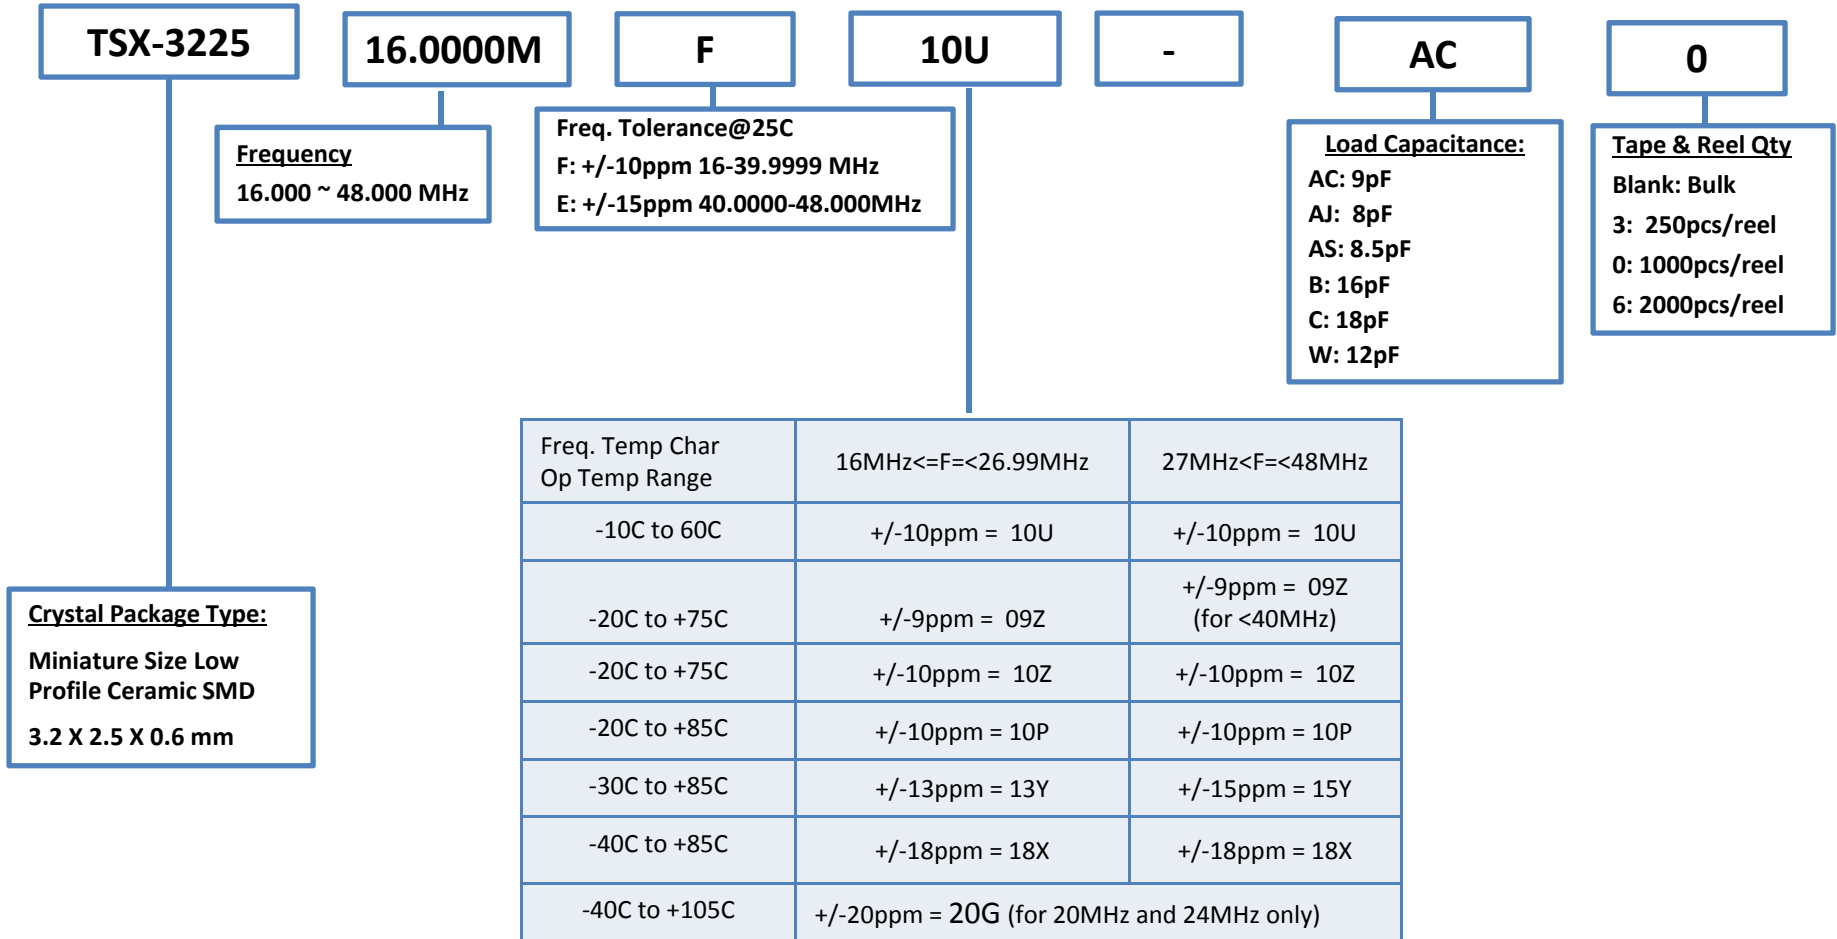 TSX-3225
16.0000M
F
10U
-
AC
0
Frequency
16.000 ~ 48.000 MHz
Freq. Tolerance@25C
F: +/-10ppm 16-39.9999 MHz
E: +/-15ppm 40.0000-48.000MHz
Load Capacitance:
AC: 9pF
AJ: 8pF
AS: 8.5pF
B: 16pF
C: 18pF
W: 12pF
Tape & Reel Qty
Blank: Bulk
3: 250pcs/reel
0: 1000pcs/reel
6: 2000pcs/reel
Crystal Package Type:
Miniature Size Low
Profile Ceramic SMD
3.2 X 2.5 X 0.6 mm
Freq. Temp Char
Op Temp Range
16MHz<=F=<26.99MHz
27MHz<F=<48MHz
-10C to 60C
+/-10ppm = 10U
+/-10ppm = 10U
-20C to +75C
+/-9ppm = 09Z
+/-9ppm = 09Z
(for <40MHz)
-20C to +75C
+/-10ppm = 10Z
+/-10ppm = 10Z
-20C to +85C
+/-10ppm = 10P
+/-10ppm = 10P
-30C to +85C
+/-13ppm = 13Y
+/-15ppm = 15Y
-40C to +85C
+/-18ppm = 18X
+/-18ppm = 18X
-40C to +105C
+/-20ppm = 20G (for 20MHz and 24MHz only)